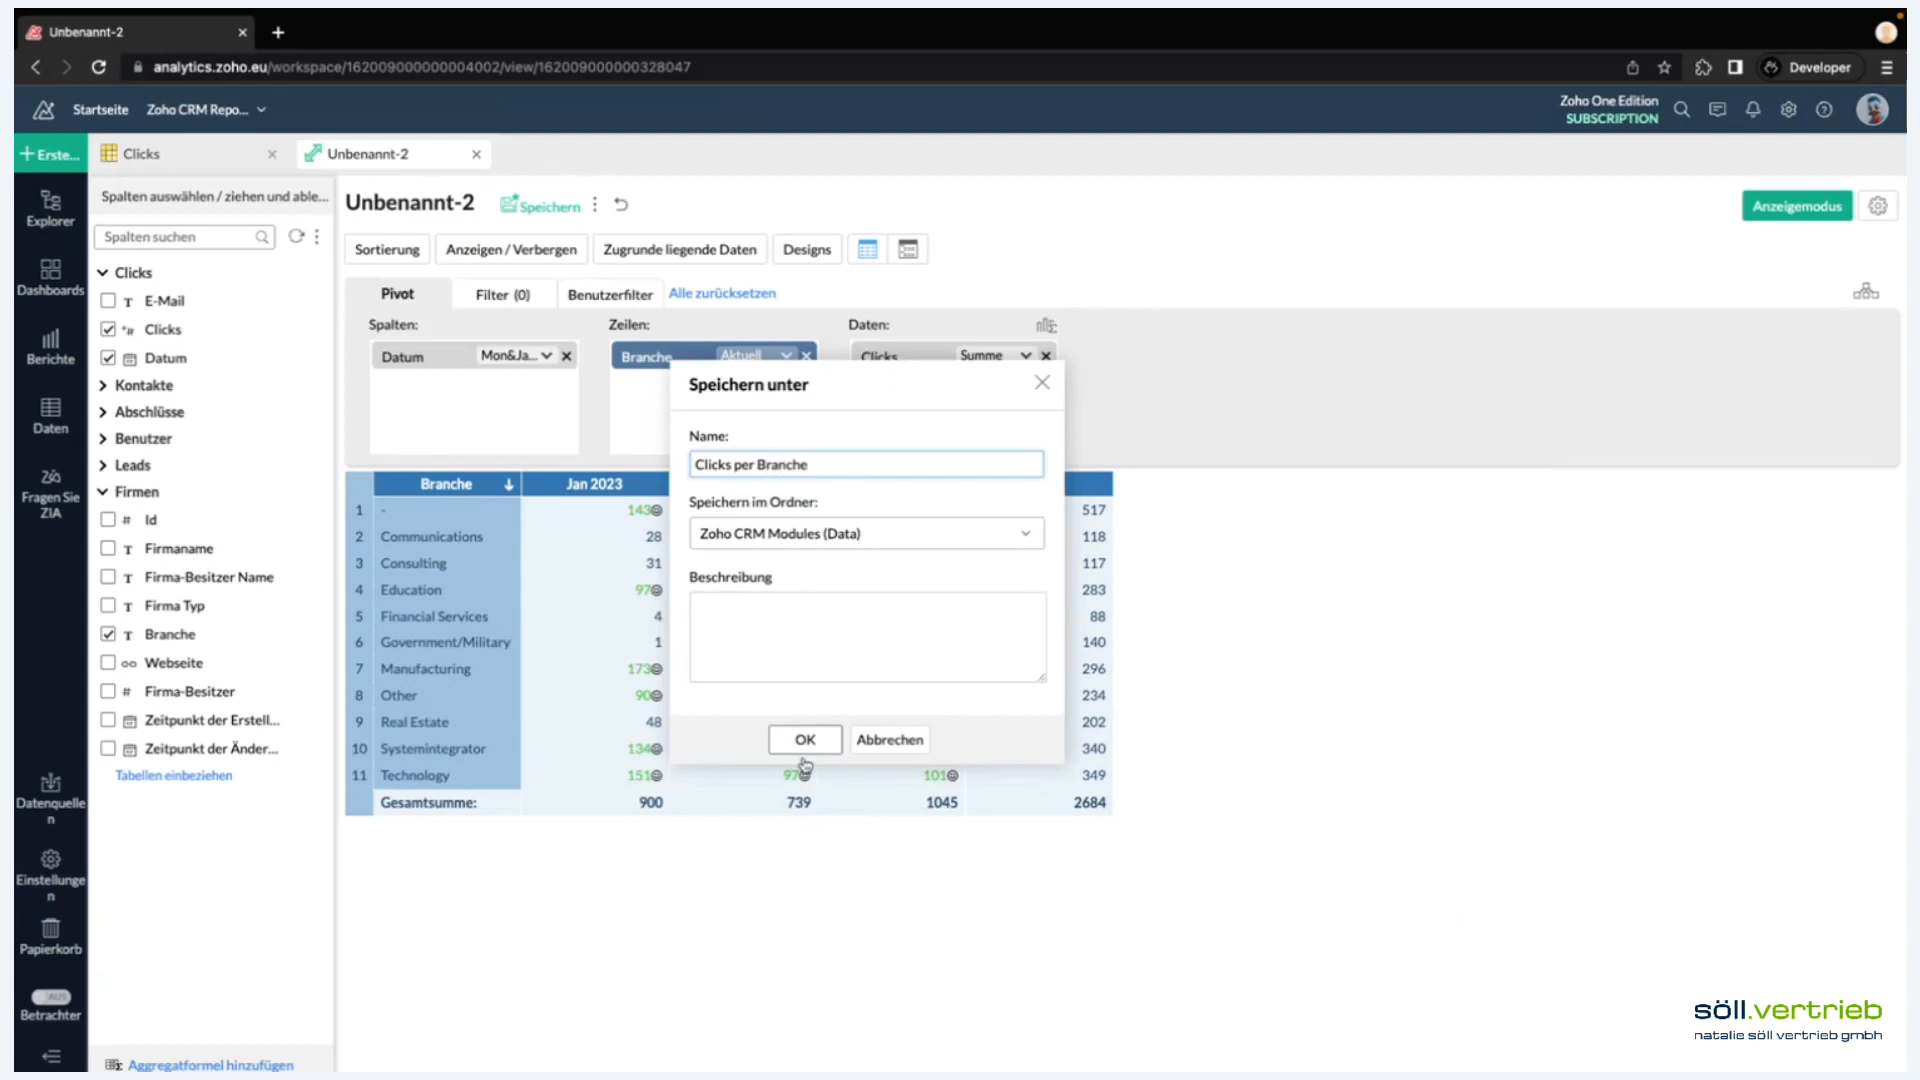 Unbenannt-2
analytics.zoho.eu/workspace/162009000000004002/view/162009000000328047
Developer
Startseite
Zoho CRM Repo...
Zoho One Edition
SUBSCRIPTION
+ Erste...
Clicks
Unbenannt-2
Explorer
Dashboards
Berichte
Daten
Fragen Sie
ZIA
Datenquelle
n
Einstellunge
n
Papierkorb
AUS
Betrachter
Spalten auswählen / ziehen und able...
Spalten suchen
Clicks
T E-Mail
Clicks
Datum
Kontakte
Abschlüsse
Benutzer
Leads
Firmen
# Id
T Firmaname
T Firma-Besitzer Name
T Firma Typ
T Branche
Webseite
# Firma-Besitzer
Zeitpunkt der Erstell...
Zeitpunkt der Änder...
Tabellen einbeziehen
Aggregatformel hinzufügen
Unbenannt-2
Speichern
Anzeigemodus
Sortierung
Anzeigen / Verbergen
Zugrunde liegende Daten
Designs
Pivot
Filter (0)
Benutzerfilter
Alle zurücksetzen
Spalten:
Zeilen:
Daten:
Datum Mon&Ja...
Branche Aktuell
Clicks Summe
Speichern unter
Name:
Clicks per Branche
Speichern im Ordner:
Zoho CRM Modules (Data)
Beschreibung
OK
Abbrechen
Branche Jan 2023
1 - 143 517
2 Communications 28 118
3 Consulting 31 117
4 Education 97 283
5 Financial Services 4 88
6 Government/Military 1 140
7 Manufacturing 173 296
8 Other 90 234
9 Real Estate 48 202
10 Systemintegrator 134 340
11 Technology 151 97 101 349
Gesamtsumme: 900 739 1045 2684
söll.vertrieb
natalie söll vertrieb gmbh